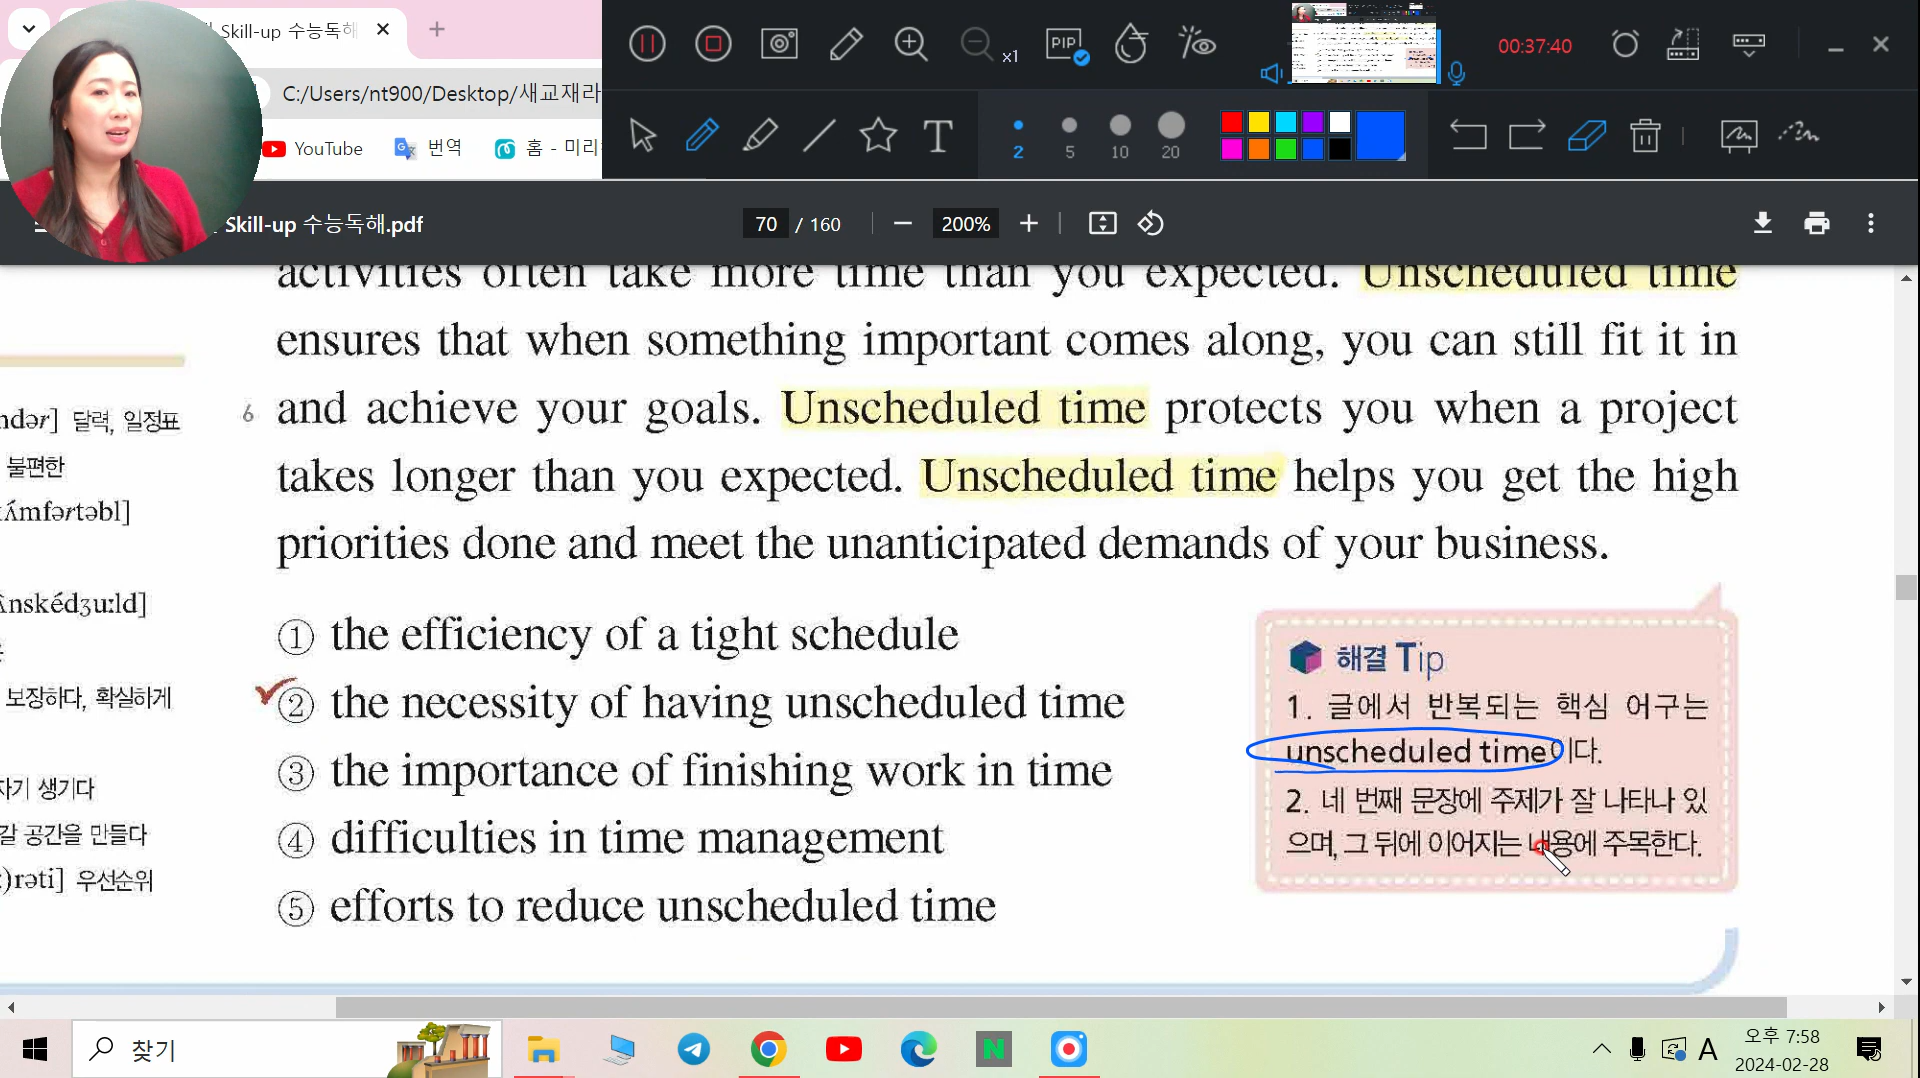 Skill-up 수능독해
x1
PIP
00:37:40
C:/Users/nt900/Desktop/새교재라
YouTube
번역
홈 - 미리
T
2
5
10
20
Skill-up 수능독해.pdf
70 / 160
200%
activities often take more time than you expected. Unscheduled time
ensures that when something important comes along, you can still fit it in
6 and achieve your goals. Unscheduled time protects you when a project
takes longer than you expected. Unscheduled time helps you get the high
priorities done and meet the unanticipated demands of your business.
ndər] 달력, 일정표
불편한
ʌ́mfərtəbl]
ʌnskédʒuːld]
보장하다, 확실하게
자기 생기다
갈 공간을 만들다
ː)rəti] 우선순위
① the efficiency of a tight schedule
② the necessity of having unscheduled time
③ the importance of finishing work in time
④ difficulties in time management
⑤ efforts to reduce unscheduled time
해결 Tip
1. 글에서 반복되는 핵심 어구는
unscheduled time이다.
2. 네 번째 문장에 주제가 잘 나타나 있
으며, 그 뒤에 이어지는 내용에 주목한다.
찾기
N
A
오후 7:58
2024-02-28